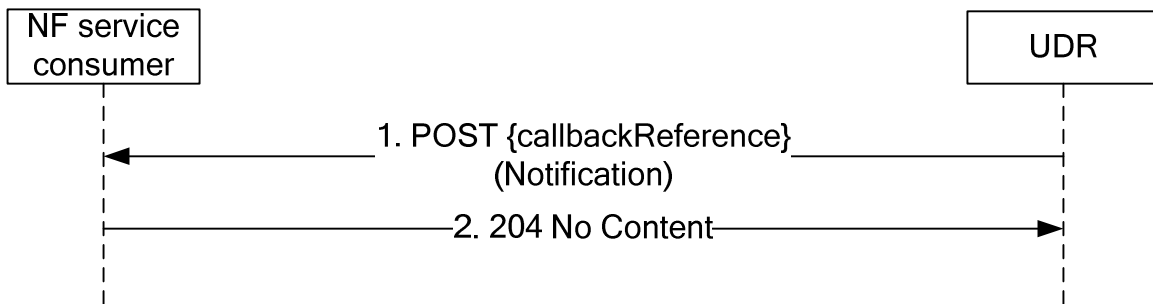 NF service
consumer
UDR
1. POST {callbackReference}
(Notification)
2. 204 No Content